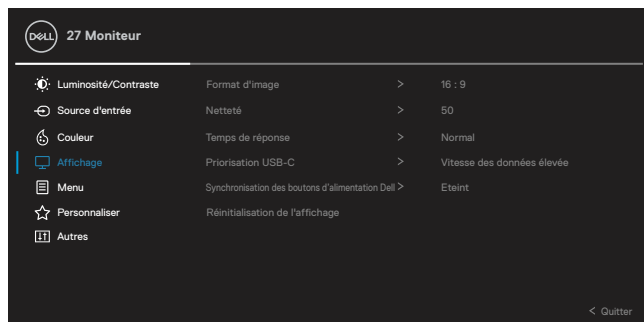 DELL 27 Moniteur
Luminosité/Contraste Format d'image > 16 : 9
Source d'entrée Netteté > 50
Couleur Temps de réponse > Normal
Affichage Priorisation USB-C > Vitesse des données élevée
Menu Synchronisation des boutons d'alimentation Dell > Eteint
Personnaliser Réinitialisation de l'affichage
Autres
< Quitter